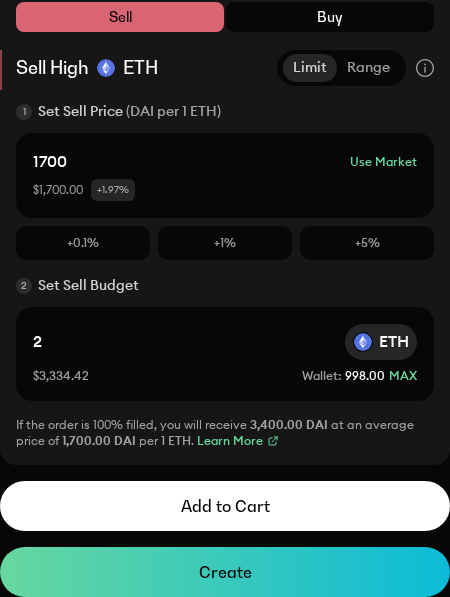 Sell Buy
Sell High ETH Limit Range
1 Set Sell Price (DAI per 1 ETH)
1700 Use Market
$1,700.00 +1.97%
+0.1% +1% +5%
2 Set Sell Budget
2 ETH
$3,334.42 Wallet: 998.00 MAX
If the order is 100% filled, you will receive 3,400.00 DAI at an average
price of 1,700.00 DAI per 1 ETH. Learn More
Add to Cart
Create